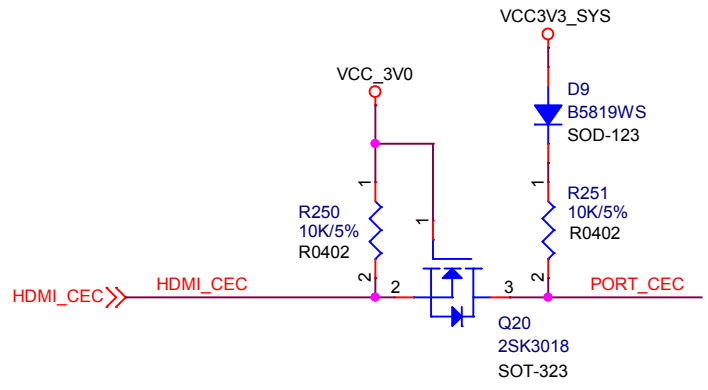 VCC3V3_SYS
VCC_3V0
D9
B5819WS
SOD-123
1
1
R250
10K/5%
R0402
1
R251
10K/5%
R0402
2
2
HDMI_CEC
HDMI_CEC
2
3
PORT_CEC
Q20
2SK3018
SOT-323